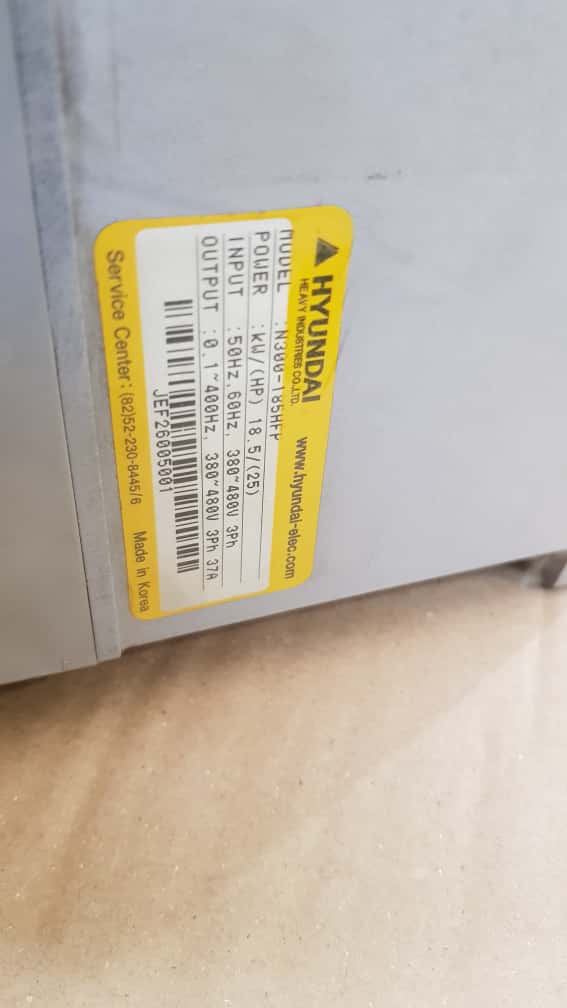 HYUNDAI
HEAVY INDUSTRIES CO.,LTD.
www.hyundai-elec.com
MODEL : N300-185HFP
POWER : KW/(HP) 18.5/(25)
INPUT : 50Hz,60Hz, 380~480V 3Ph
OUTPUT : 0.1~400Hz, 380~480V 3Ph 37A
JEF26005001
Service Center: (82)52-230-8445/6 Made in Korea